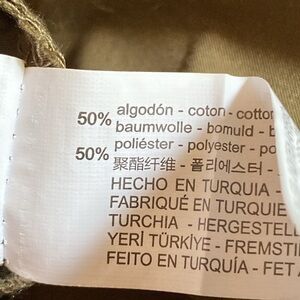 50% algodón - coton - cotton
baumwolle - bomuld - b
50% poliéster - polyester - po
聚酯纤维 - 폴리에스터 -
HECHO EN TURQUIA -
FABRIQUÉ EN TURQUIE
TURCHIA - HERGESTELL
YERİ TÜRKİYE - FREMSTI
FEITO EN TURQUÍA - FET A